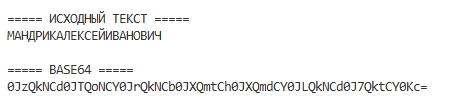 ===== ИСХОДНЫЙ ТЕКСТ =====
МАНДРИКАЛЕКСЕЙИВАНОВИЧ
===== BASE64 =====
0JzQkNCd0JTQoNCY0JrQkNCb0JXQmtCh0JXQmdCY0JLQkNCd0J7QktCY0Kc=